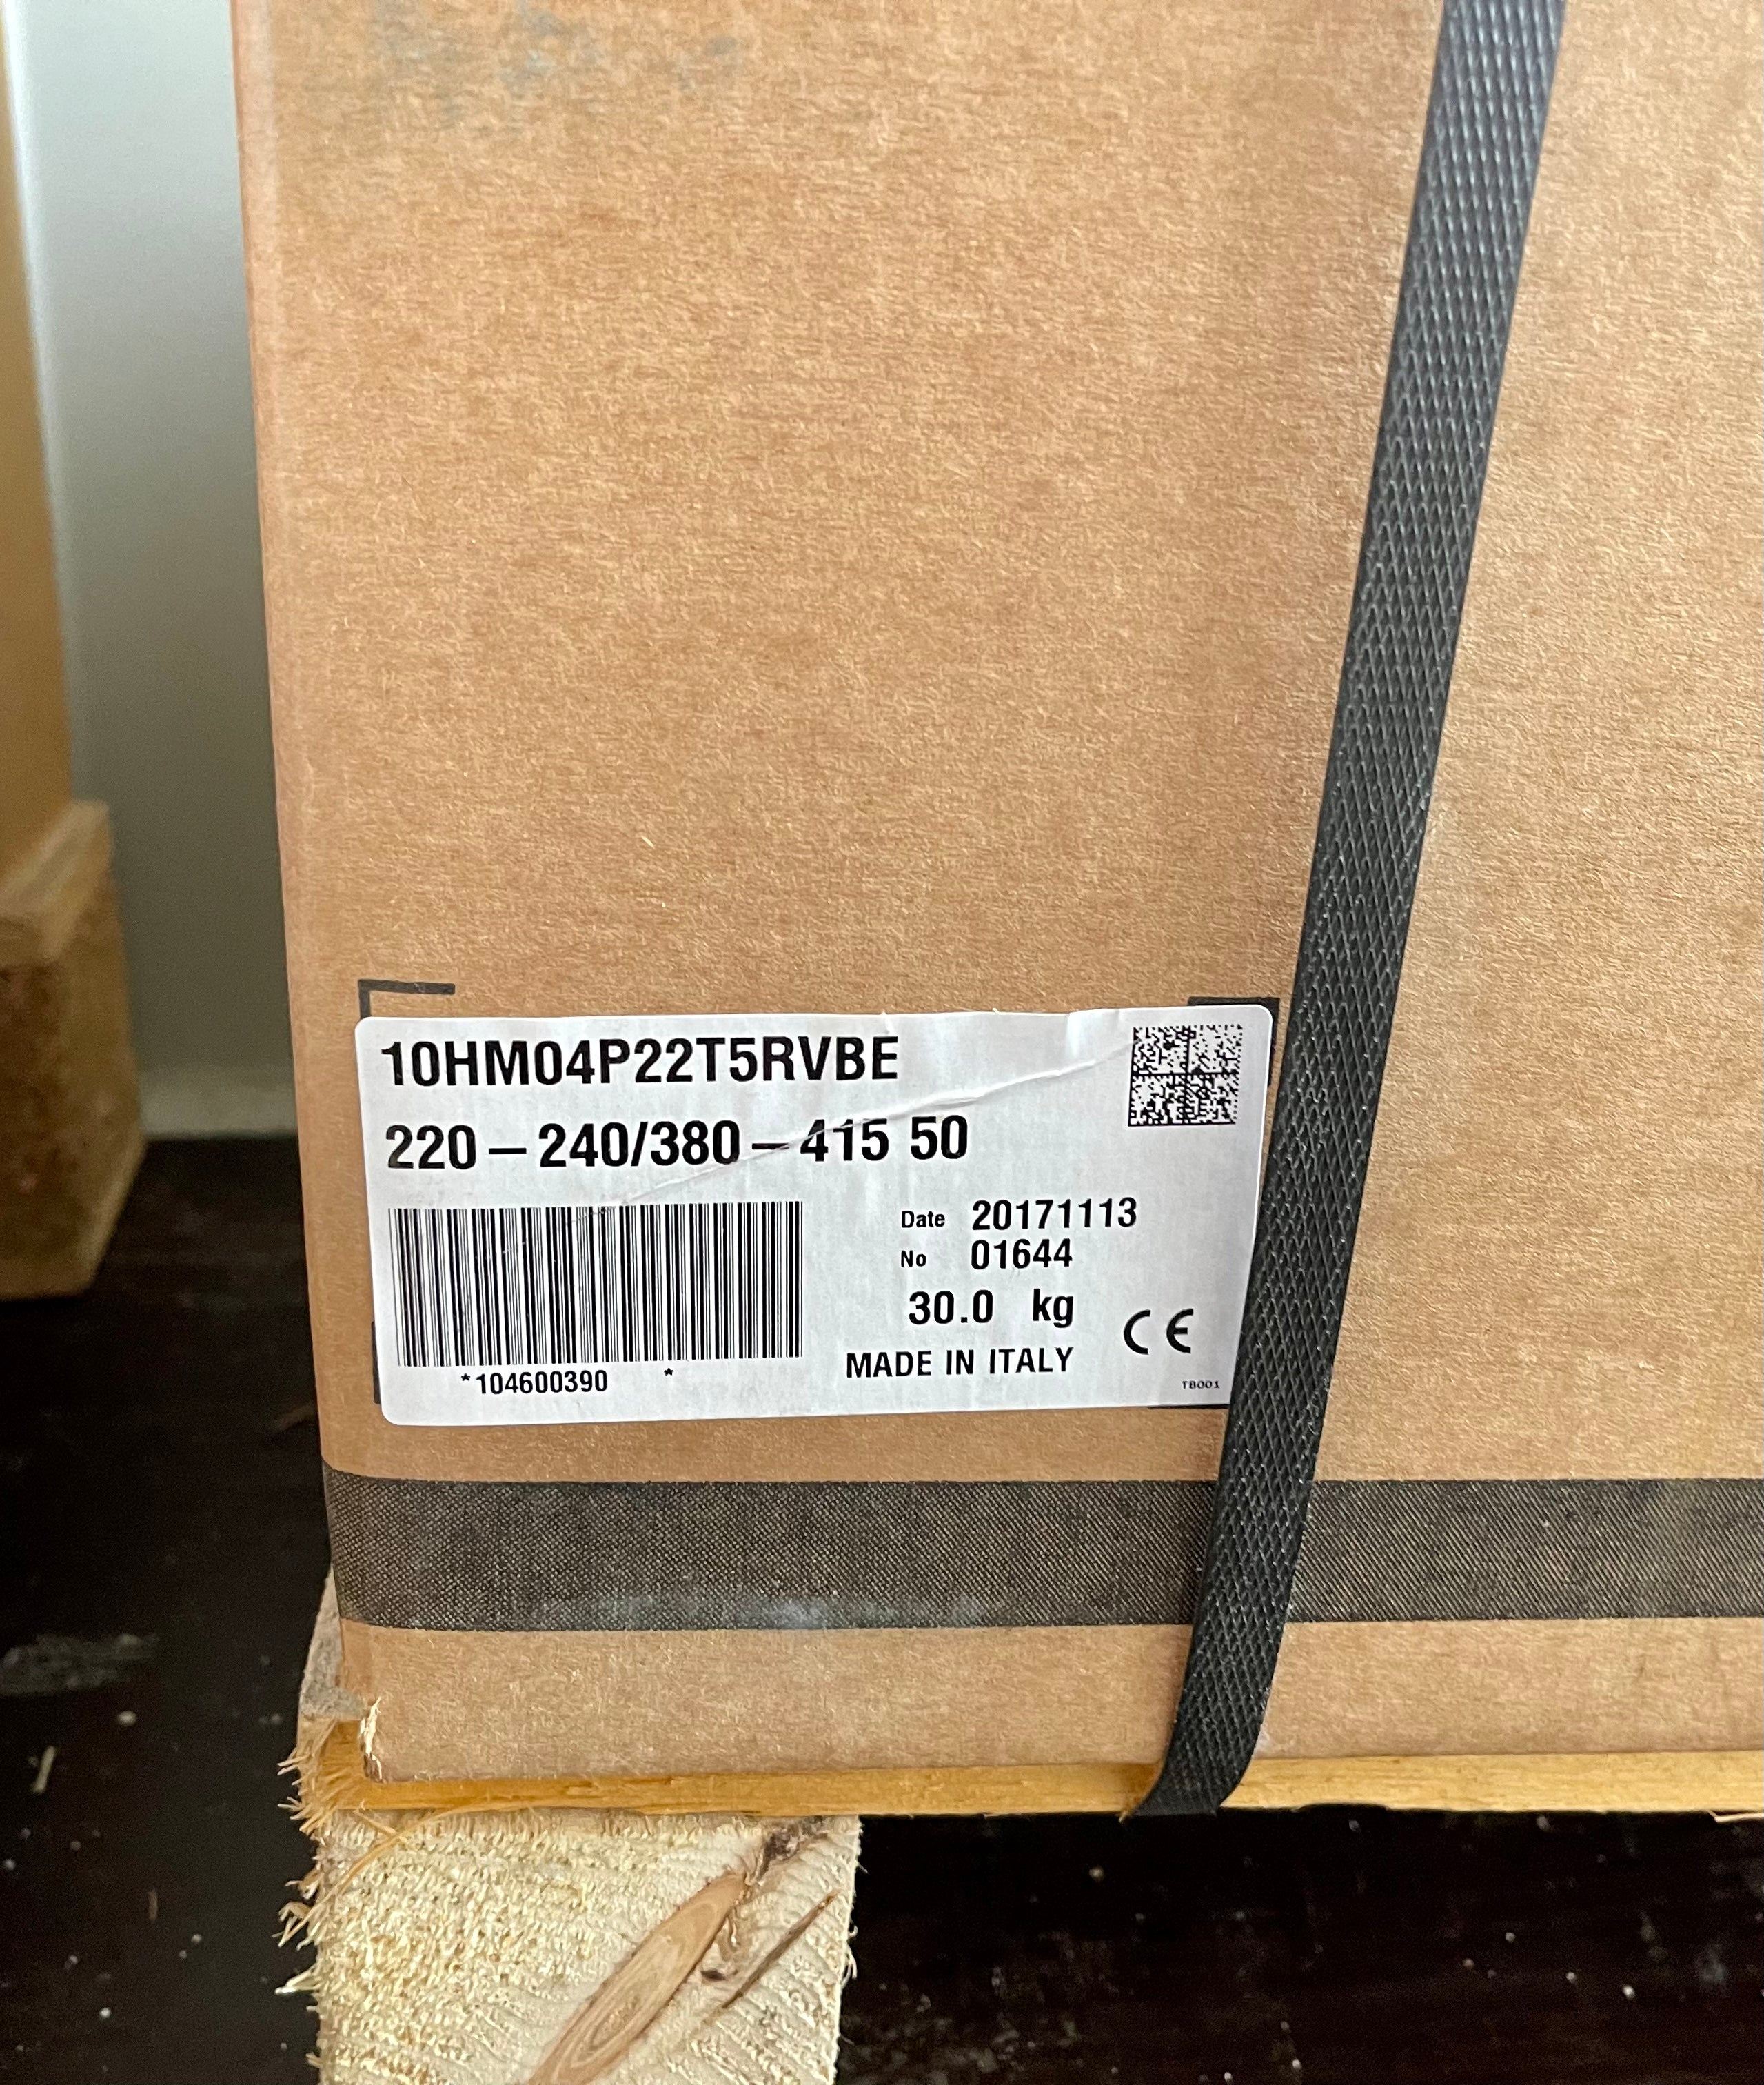 10HM04P22T5RVBE
220 – 240/380 – 415 50
Date 20171113
No 01644
30.0 kg
CE
MADE IN ITALY
*104600390 *
TB001